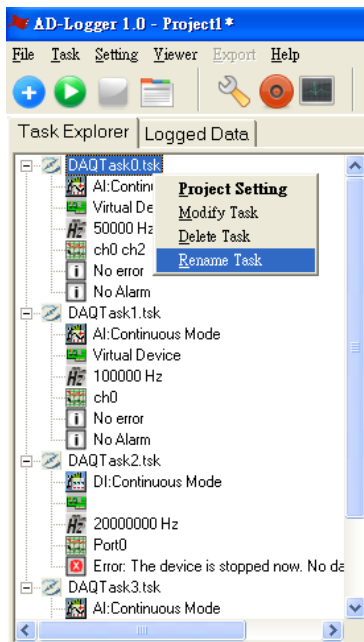 AD-Logger 1.0 - Project1 *
File Task Setting Viewer Export Help
Task Explorer Logged Data
DAQTask0.tsk
AI:Continu
Virtual De
50000 Hz
ch0 ch2
No error
No Alarm
Project Setting
Modify Task
Delete Task
Rename Task
DAQTask1.tsk
AI:Continuous Mode
Virtual Device
100000 Hz
ch0
No error
No Alarm
DAQTask2.tsk
DI:Continuous Mode
20000000 Hz
Port0
Error: The device is stopped now. No da
DAQTask3.tsk
AI:Continuous Mode